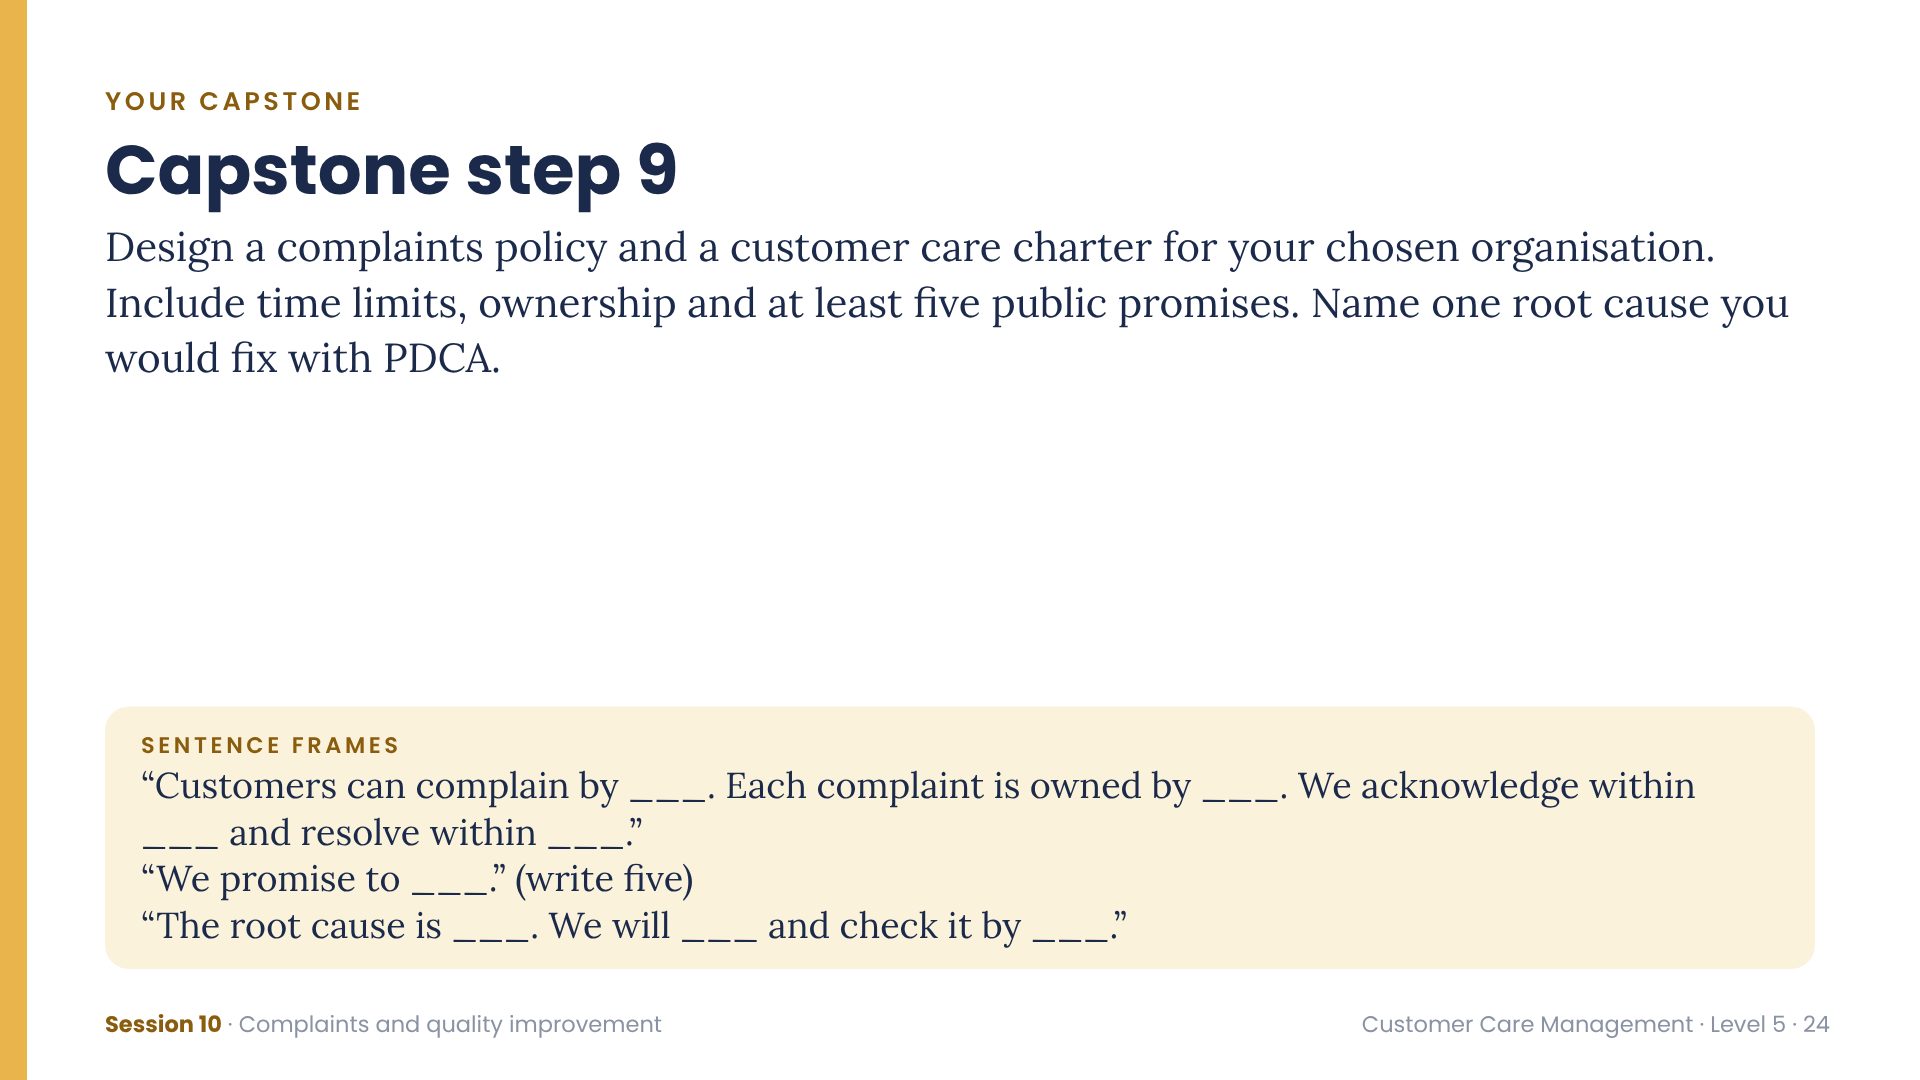 YOUR CAPSTONE
Capstone step 9
Design a complaints policy and a customer care charter for your chosen organisation.
Include time limits, ownership and at least five public promises. Name one root cause you
would fix with PDCA.
SENTENCE FRAMES
“Customers can complain by ___. Each complaint is owned by ___. We acknowledge within
___ and resolve within ___.”
“We promise to ___.” (write five)
“The root cause is ___. We will ___ and check it by ___.”
Session 10 · Complaints and quality improvement
Customer Care Management · Level 5 · 24